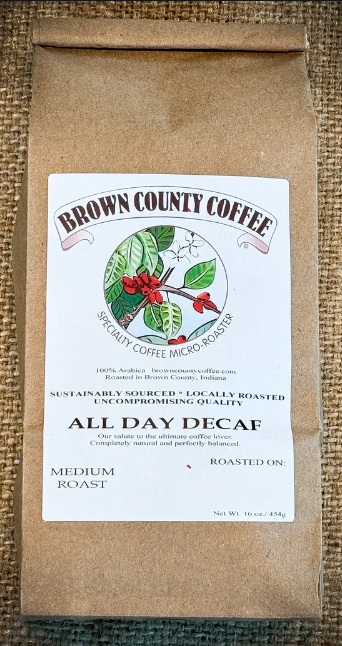 BROWN COUNTY COFFEE
SPECIALTY COFFEE MICRO-ROASTER
100% Arabica browncountycoffee.com
Roasted in Brown County, Indiana
SUSTAINABLY SOURCED * LOCALLY ROASTED
UNCOMPROMISING QUALITY
ALL DAY DECAF
Our salute to the ultimate coffee lover.
Completely natural and perfectly balanced.
ROASTED ON:
MEDIUM
ROAST
Net Wt. 16 oz./ 454g